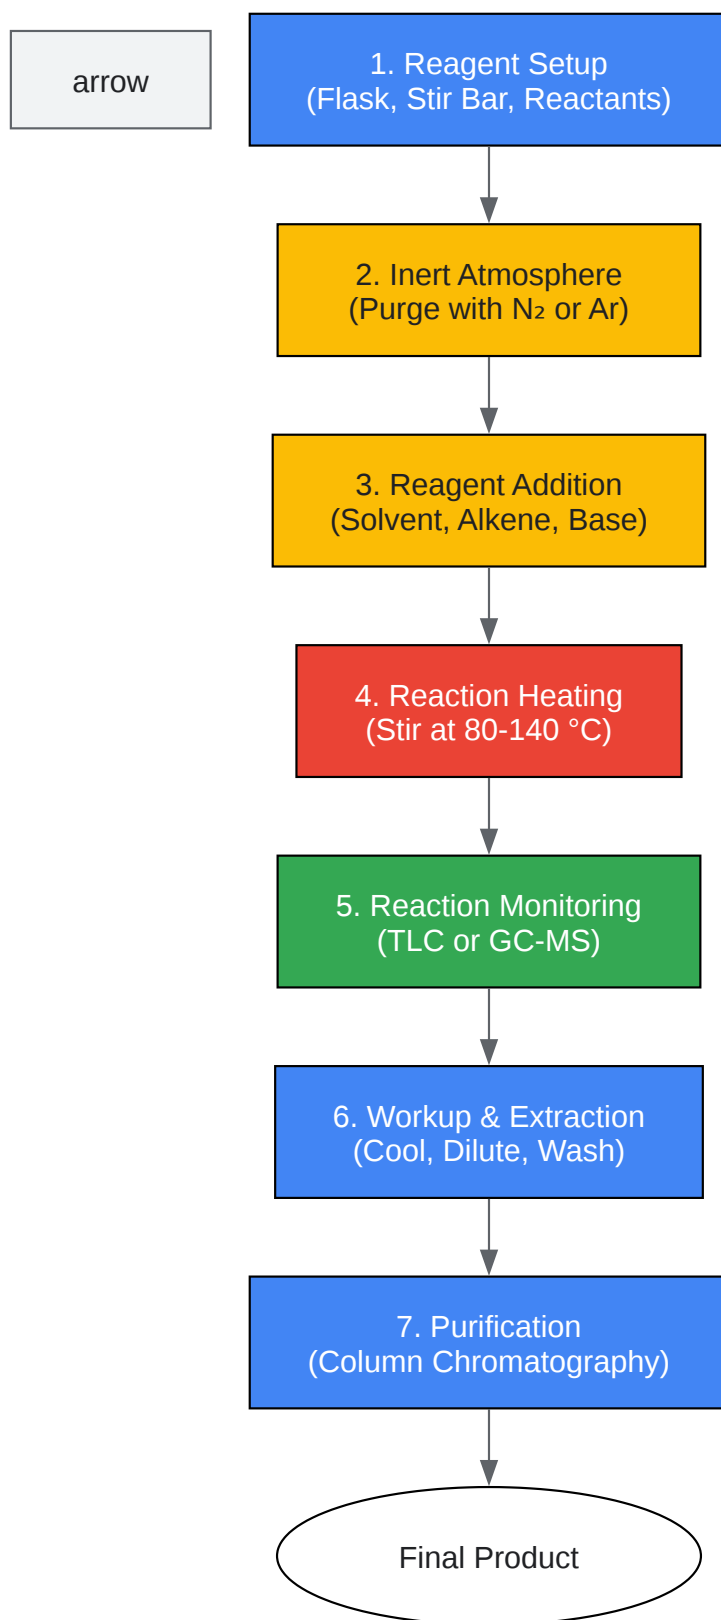 arrow
1. Reagent Setup
(Flask, Stir Bar, Reactants)
2. Inert Atmosphere
(Purge with N₂ or Ar)
3. Reagent Addition
(Solvent, Alkene, Base)
4. Reaction Heating
(Stir at 80-140 °C)
5. Reaction Monitoring
(TLC or GC-MS)
6. Workup & Extraction
(Cool, Dilute, Wash)
7. Purification
(Column Chromatography)
Final Product